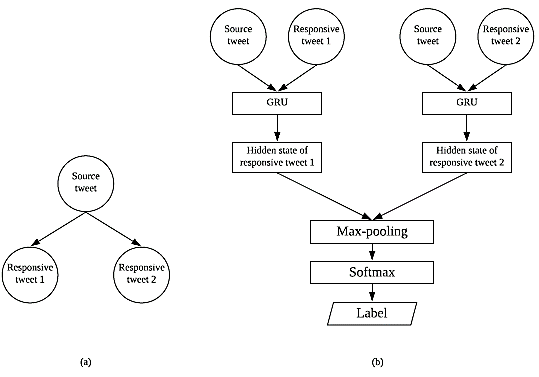 Source
tweet
Responsive
tweet 1
Responsive
tweet 2
(a)
Source
tweet
Responsive
tweet 1
Source
tweet
Responsive
tweet 2
GRU
GRU
Hidden state of
responsive tweet 1
Hidden state of
responsive tweet 2
Max-pooling
Softmax
Label
(b)